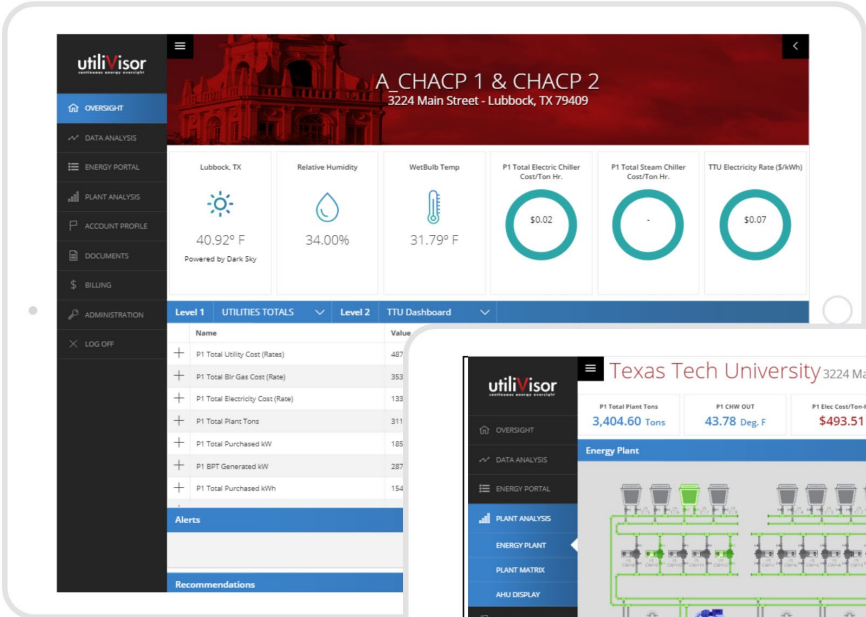 utiliVisor
continuous energy oversight
A_CHACP 1 & CHACP 2
3224 Main Street - Lubbock, TX 79409
OVERSIGHT
DATA ANALYSIS
ENERGY PORTAL
PLANT ANALYSIS
ACCOUNT PROFILE
DOCUMENTS
BILLING
ADMINISTRATION
LOG OFF
Lubbock, TX
40.92° F
Powered by Dark Sky
Relative Humidity
34.00%
WetBulb Temp
31.79° F
P1 Total Electric Chiller
Cost/Ton Hr.
$0.02
P1 Total Steam Chiller
Cost/Ton Hr.
-
TTU Electricity Rate ($/kWh)
$0.07
Level 1 UTILITIES TOTALS Level 2 TTU Dashboard
Name Value
P1 Total Utility Cost (Rates) 487
P1 Total Blr Gas Cost (Rate) 353
P1 Total Electricity Cost (Rate) 133
P1 Total Plant Tons 311
P1 Total Purchased kW 185
P1 BPT Generated kW 287
P1 Total Purchased kWh 154
Alerts
Recommendations
utiliVisor
continuous energy oversight
Texas Tech University 3224 Ma
OVERSIGHT
DATA ANALYSIS
ENERGY PORTAL
PLANT ANALYSIS
ENERGY PLANT
PLANT MATRIX
AHU DISPLAY
P1 Total Plant Tons
3,404.60 Tons
P1 CHW OUT
43.78 Deg. F
P1 Elec Cost/Ton-
$493.51
Energy Plant